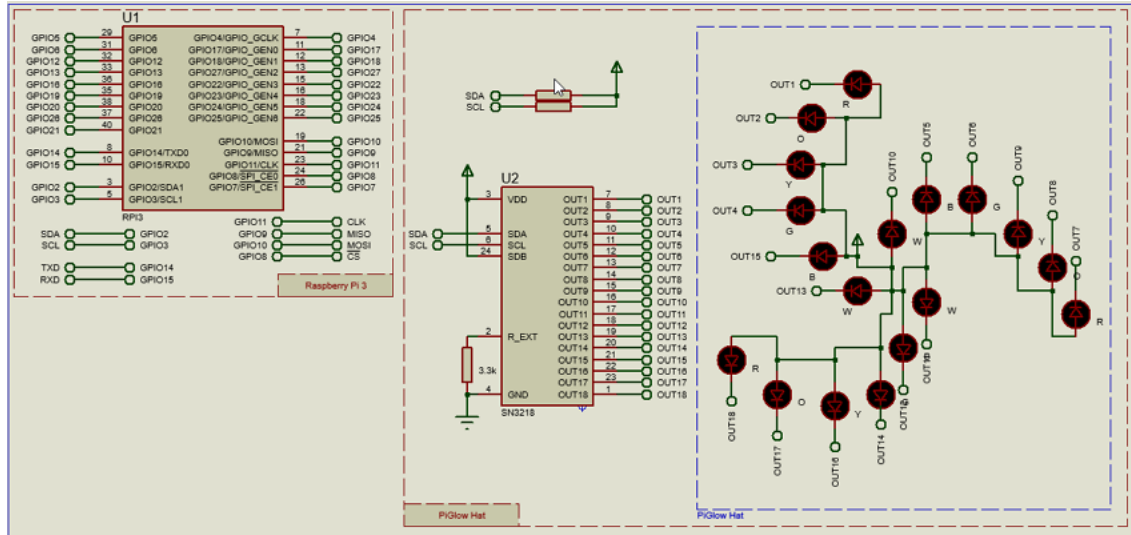 U1
29 GPIO5 GPIO4/GPIO_GCLK 7
31 GPIO6 GPIO17/GPIO_GEN0 11
32 GPIO12 GPIO18/GPIO_GEN1 12
33 GPIO13 GPIO27/GPIO_GEN2 13
36 GPIO16 GPIO22/GPIO_GEN3 15
35 GPIO19 GPIO23/GPIO_GEN4 16
38 GPIO20 GPIO24/GPIO_GEN5 18
37 GPIO26 GPIO25/GPIO_GEN6 22
40 GPIO21
GPIO10/MOSI 19
GPIO9/MISO 21
GPIO11/CLK 23
GPIO8/SPI_CE0 24
GPIO7/SPI_CE1 26
8 GPIO14/TXD0
10 GPIO15/RXD0
3 GPIO2/SDA1
5 GPIO3/SCL1
RPI3
GPIO5
GPIO6
GPIO12
GPIO13
GPIO16
GPIO19
GPIO20
GPIO26
GPIO21
GPIO14
GPIO15
GPIO2
GPIO3
GPIO4
GPIO17
GPIO18
GPIO27
GPIO22
GPIO23
GPIO24
GPIO25
GPIO10
GPIO9
GPIO11
GPIO8
GPIO7
SDA GPIO2
SCL GPIO3
TXD GPIO14
RXD GPIO15
GPIO11 CLK
GPIO9 MISO
GPIO10 MOSI
GPIO8 CS
Raspberry Pi 3
SDA
SCL
U2
3 VDD
5 SDA
6 SCL
24 SDB
2 R_EXT
4 GND
SDA
SCL
3.3k
SN3218
OUT1 7 OUT1
OUT2 8 OUT2
OUT3 9 OUT3
OUT4 10 OUT4
OUT5 11 OUT5
OUT6 12 OUT6
OUT7 13 OUT7
OUT8 14 OUT8
OUT9 15 OUT9
OUT10 16 OUT10
OUT11 17 OUT11
OUT12 18 OUT12
OUT13 19 OUT13
OUT14 20 OUT14
OUT15 21 OUT15
OUT16 22 OUT16
OUT17 23 OUT17
OUT18 1 OUT18
PiGlow Hat
OUT1
R
OUT2
O
OUT3
Y
OUT4
G
OUT15
B
OUT13
W
OUT10
W
OUT5
B
OUT6
G
OUT9
Y
OUT8
OUT7
R
W
R
OUT18
O
OUT17
Y
OUT16
OUT14
PiGlow Hat